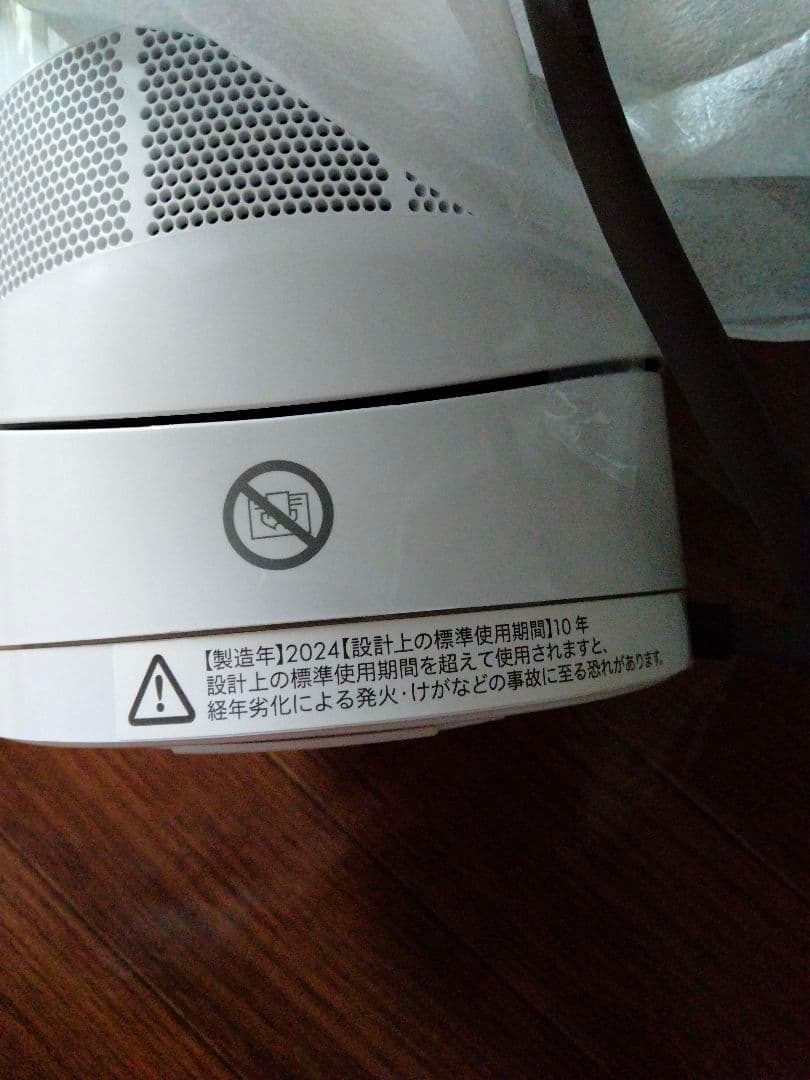 【製造年】2024【設計上の標準使用期間】10年
設計上の標準使用期間を超えて使用されますと、
経年劣化による発火・けがなどの事故に至る恐れがあります。